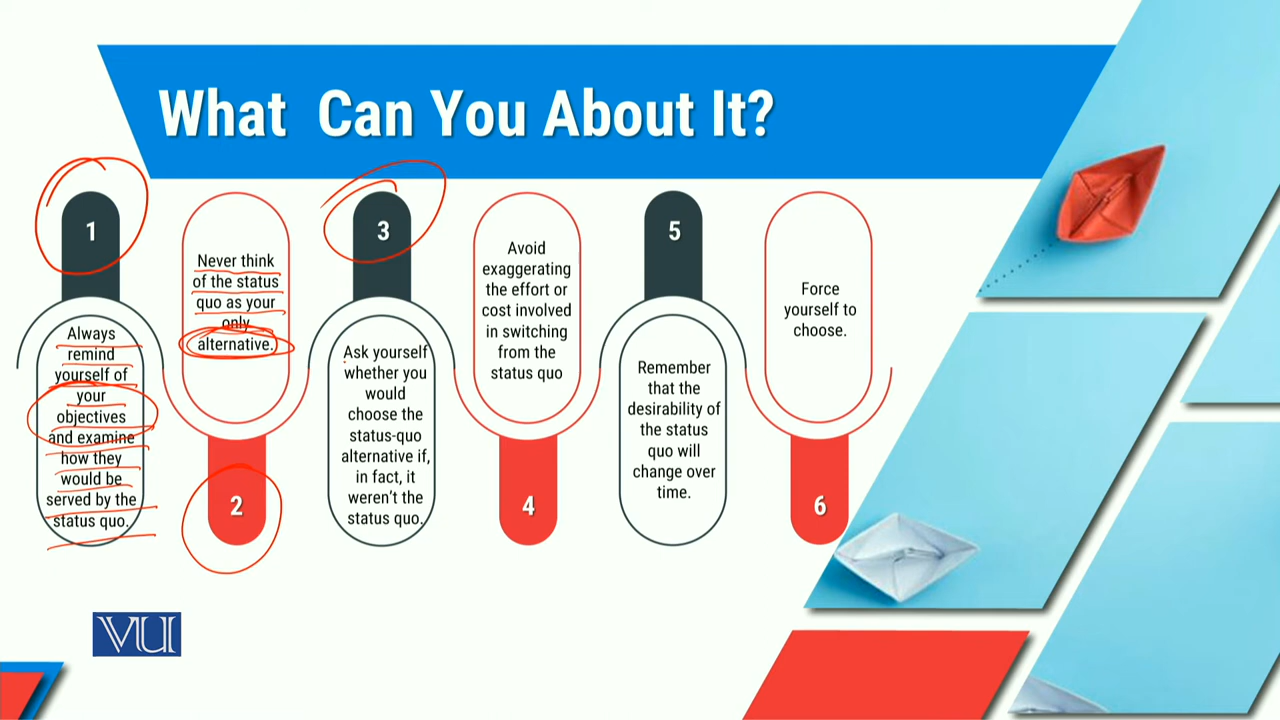 What Can You About It?
1
Always
remind
yourself of
your
objectives
and examine
how they
would be
served by the
status quo.
Never think
of the status
quo as your
only
alternative.
2
3
Ask yourself
whether you
would
choose the
status-quo
alternative if,
in fact, it
weren't the
status quo.
Avoid
exaggerating
the effort or
cost involved
in switching
from the
status quo
4
5
Remember
that the
desirability of
the status
quo will
change over
time.
Force
yourself to
choose.
6
VU